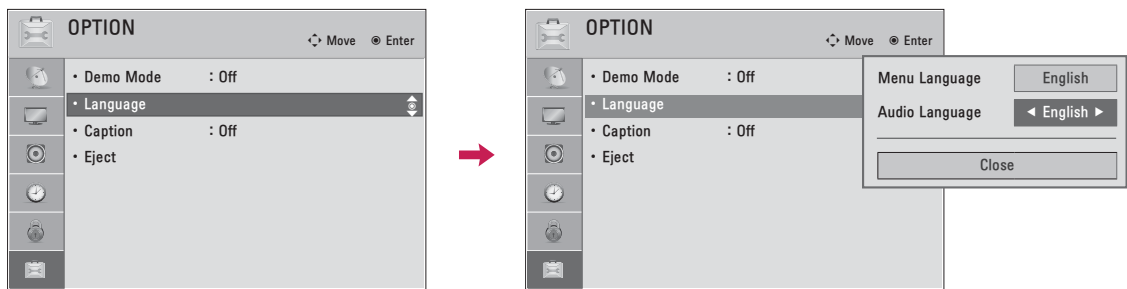 OPTION
Move Enter
• Demo Mode : Off
• Language
• Caption : Off
• Eject
OPTION
Move Enter
• Demo Mode : Off
• Language
• Caption : Off
• Eject
Menu Language English
Audio Language ◄ English ►
Close